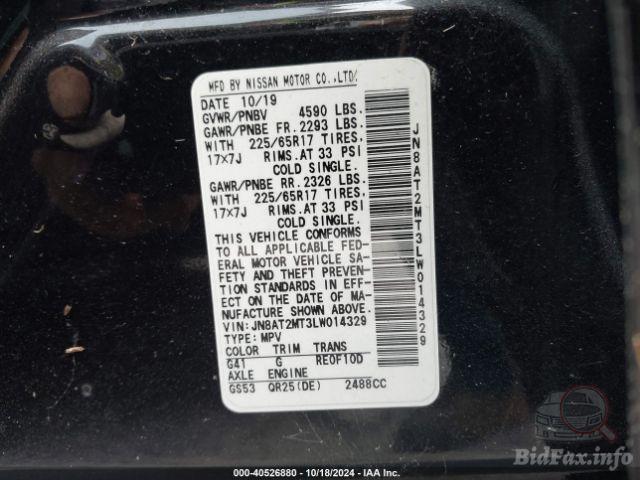 MFD BY NISSAN MOTOR CO.,LTD.
DATE 10/19
GVWR/PNBV 4590 LBS.
GAWR/PNBE FR. 2293 LBS.
WITH 225/65R17 TIRES.
17×7J RIMS.AT 33 PSI
COLD SINGLE.
GAWR/PNBE RR. 2326 LBS.
WITH 225/65R17 TIRES.
17×7J RIMS.AT 33 PSI
COLD SINGLE.
THIS VEHICLE CONFORMS
TO ALL APPLICABLE FED-
ERAL MOTOR VEHICLE SA-
FETY AND THEFT PREVEN-
TION STANDARDS IN EFF-
ECT ON THE DATE OF MA-
NUFACTURE SHOWN ABOVE.
VIN: JN8AT2MT3LW014329
TYPE: MPV
COLOR TRIM TRANS
G41 G RE0F10D
AXLE ENGINE
GS53 QR25(DE) 2488CC
JN8AT2MT3LW014329
BidFax.info
000-40526880 - 10/18/2024 - IAA Inc.